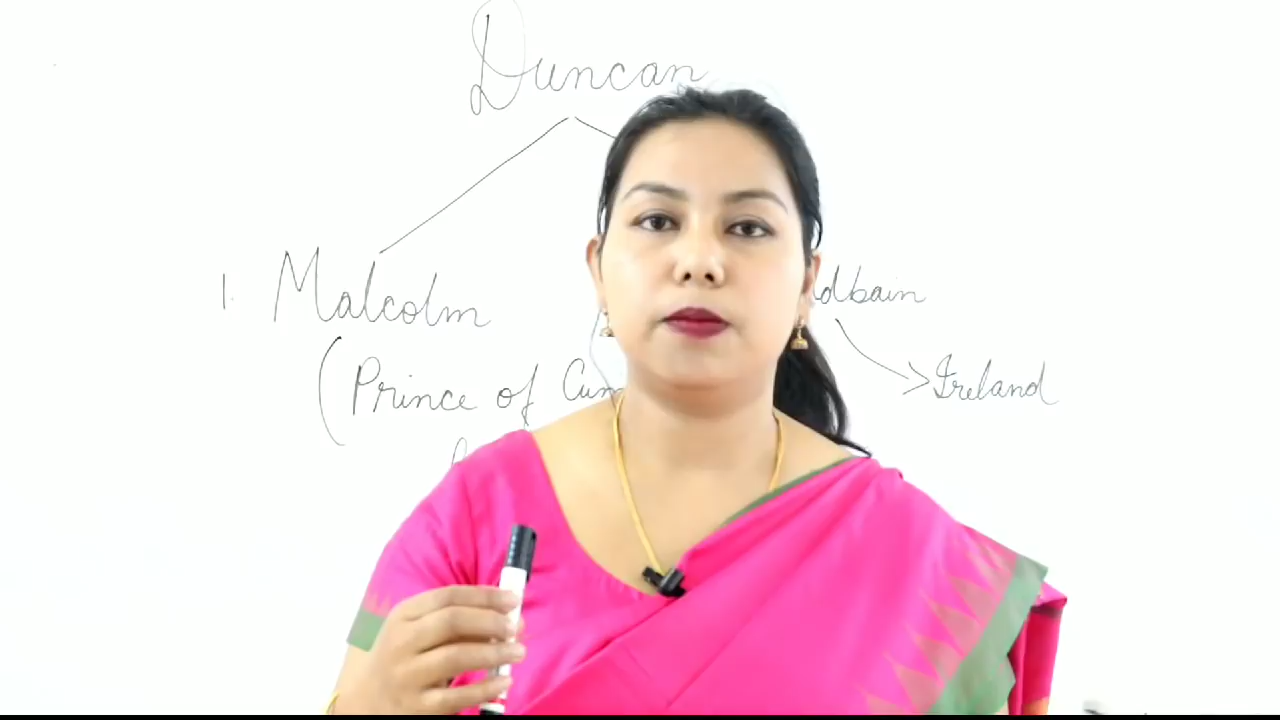 Duncan
1. Malcolm
(Prince of
Ireland